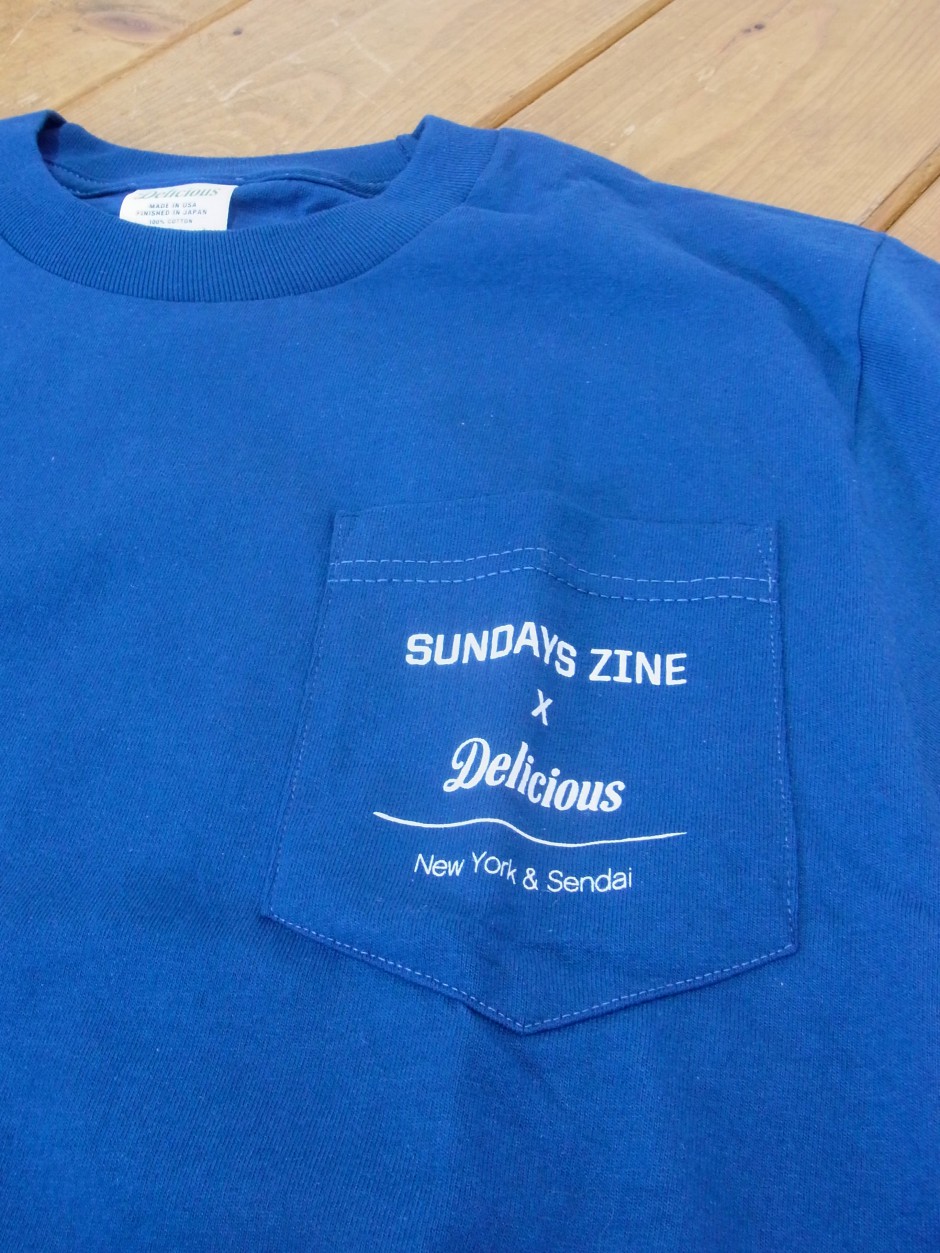 Delicious
MADE IN USA
FINISHED IN JAPAN
100% COTTON
SUNDAYS ZINE
X
Delicious
New York & Sendai